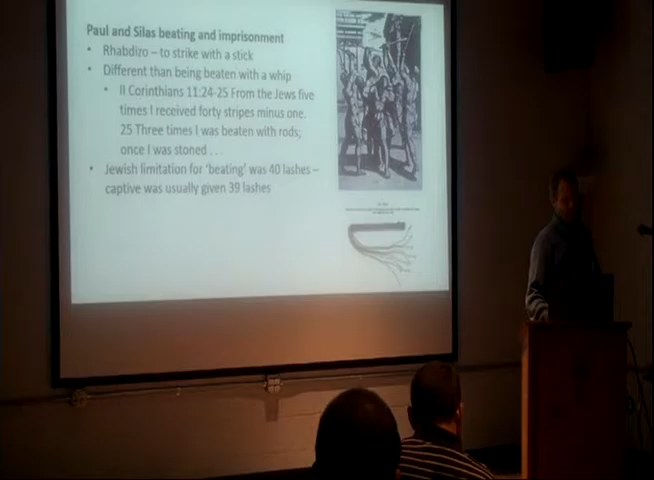 Paul and Silas beating and imprisonment
• Rhabdizo – to strike with a stick
• Different than being beaten with a whip
• II Corinthians 11:24-25 From the Jews five
times I received forty stripes minus one.
25 Three times I was beaten with rods;
once I was stoned . . .
• Jewish limitation for ‘beating’ was 40 lashes –
captive was usually given 39 lashes